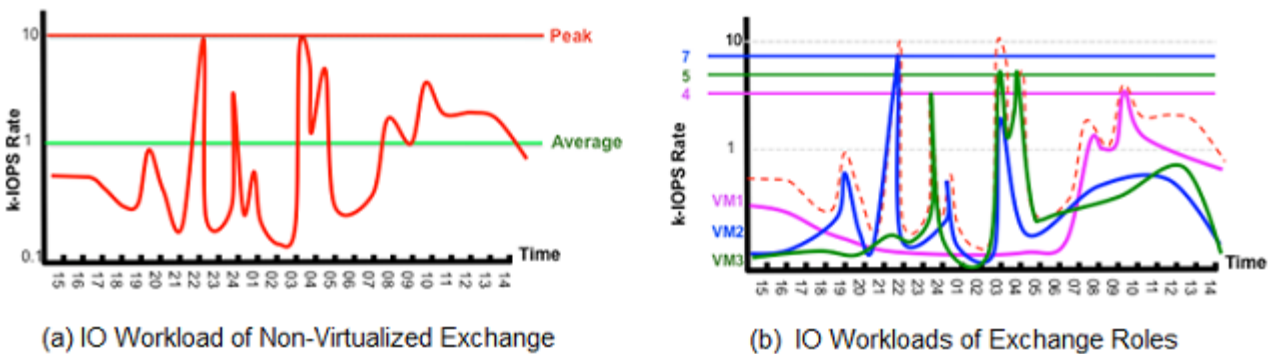 10
Peak
1
Average
0.1
k-IOPS Rate
Time
15 16 17 18 19 20 21 22 23 24 01 02 03 04 05 06 07 08 09 10 11 12 13 14
(a) IO Workload of Non-Virtualized Exchange
10
7
5
4
1
k-IOPS Rate
VM1
VM2
VM3
Time
15 16 17 18 19 20 21 22 23 24 01 02 03 04 05 06 07 08 09 10 11 12 13 14
(b) IO Workloads of Exchange Roles